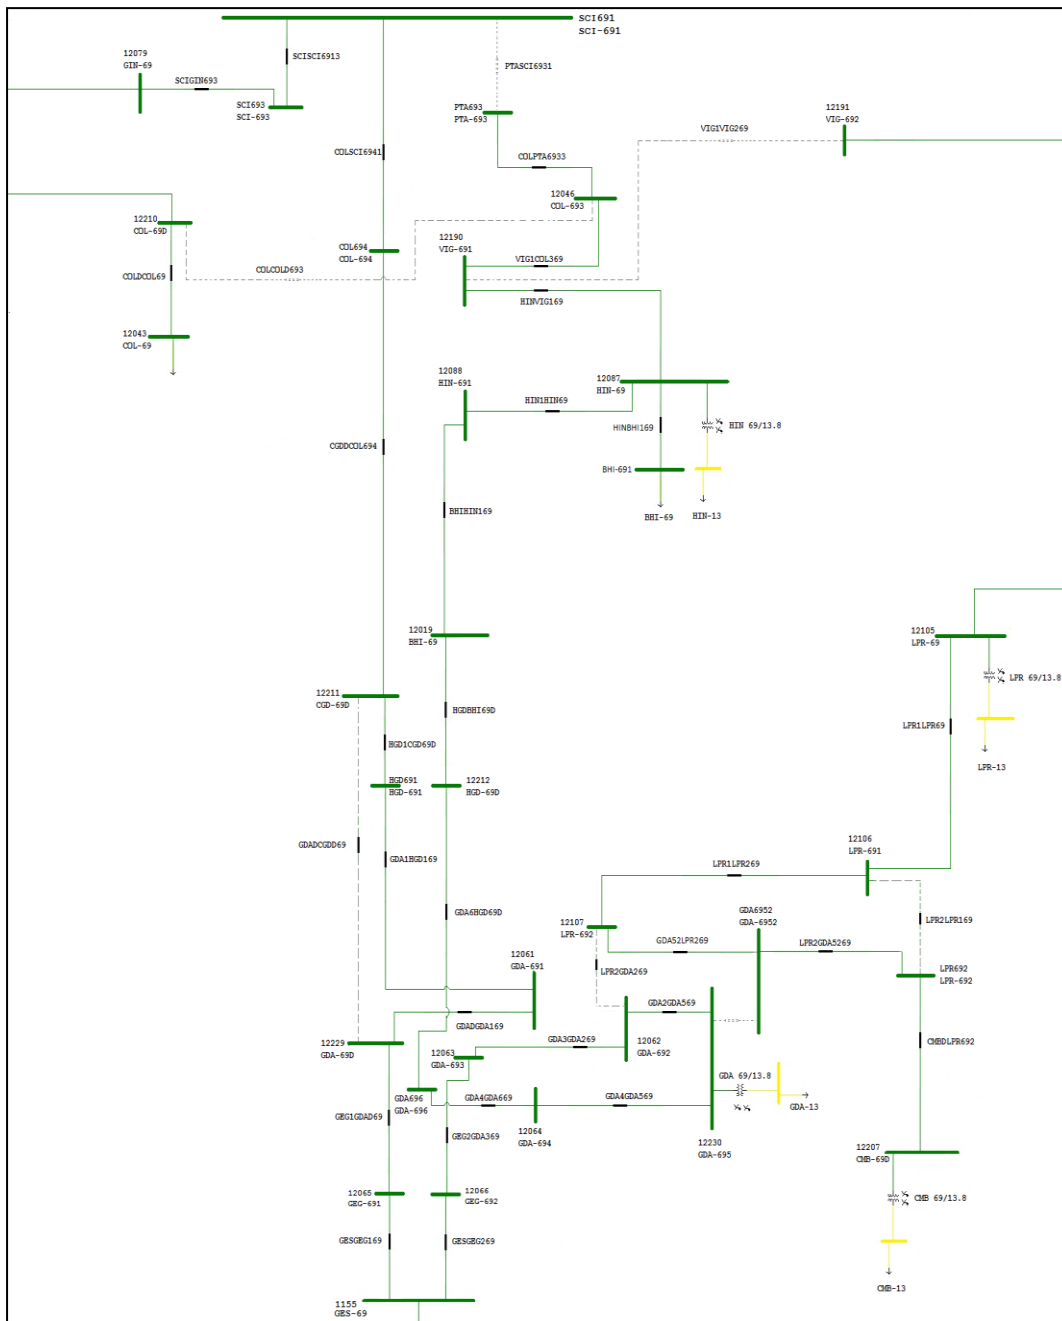 SCI691
SCI-691
12079
GIN-69
SCISCI6913
SCIGIN693
PTASCI6931
SCI693
SCI-693
PTA693
PTA-693
12191
VIG-692
VIG1VIG269
COLSCI6941
COLPTA6933
12046
COL-693
12210
COL-69D
12190
VIG-691
COL694
COL-694
VIG1COL369
COLDCOL69
COLCOLD693
HINVIG169
12043
COL-69
12088
HIN-691
12087
HIN-69
HIN1HIN69
HINBHI169
HIN 69/13.8
CGDDCOL694
BHI-691
BHIHIN169
BHI-69
HIN-13
12019
BHI-69
12105
LPR-69
LPR 69/13.8
12211
CGD-69D
HGDBHI69D
LPR1LPR69
HGD1CGD69D
LPR-13
HGD691
HGD-691
12212
HGD-69D
GDADCGDD69
GDA1HGD169
12106
LPR-691
LPR1LPR269
GDA6HGD69D
GDA6952
GDA-6952
LPR2LPR169
12107
LPR-692
GDA52LPR269
LPR2GDA5269
12061
GDA-691
LPR2GDA269
LPR692
LPR-692
GDA2GDA569
GDADGDA169
12229
GDA-69D
GDA3GDA269
12062
GDA-692
CMBDLPR692
12063
GDA-693
GDA 69/13.8
GDA696
GDA-696
GDA4GDA669
GDA4GDA569
GDA-13
GEG1GDAD69
12064
GDA-694
GEG2GDA369
12230
GDA-695
12207
CMB-69D
12065
GEG-691
12066
GEG-692
CMB 69/13.8
GESGEG169
GESGEG269
CMB-13
1155
GES-69